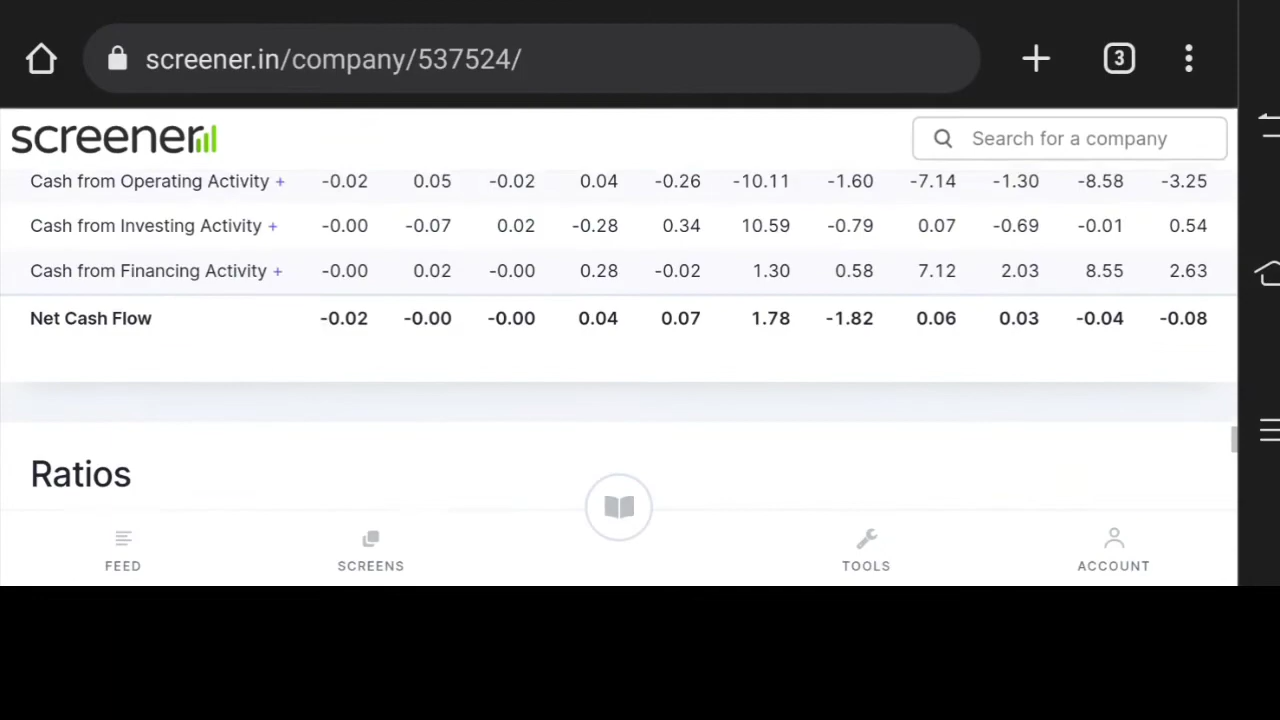 screener.in/company/537524/
3
screener
Search for a company
Cash from Operating Activity + -0.02 0.05 -0.02 0.04 -0.26 -10.11 -1.60 -7.14 -1.30 -8.58 -3.25
Cash from Investing Activity + -0.00 -0.07 0.02 -0.28 0.34 10.59 -0.79 0.07 -0.69 -0.01 0.54
Cash from Financing Activity + -0.00 0.02 -0.00 0.28 -0.02 1.30 0.58 7.12 2.03 8.55 2.63
Net Cash Flow -0.02 -0.00 -0.00 0.04 0.07 1.78 -1.82 0.06 0.03 -0.04 -0.08
Ratios
FEED SCREENS TOOLS ACCOUNT